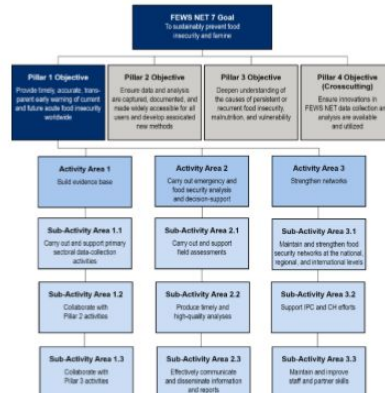 FEWS NET 7 Goal
To sustainably prevent food
insecurity and famine
Pillar 1 Objective
Provide timely, accurate, trans-
parent early warning of current
and future acute food insecurity
worldwide
Pillar 2 Objective
Ensure data and analysis
are captured, documented, and
made widely accessible for all
users and develop associated
new methods
Pillar 3 Objective
Deepen understanding of
the causes of persistent or
recurrent food insecurity,
malnutrition, and vulnerability
Pillar 4 Objective
(Crosscutting)
Ensure innovations in
FEWS NET data collection and
analysis are available
and utilized
Activity Area 1
Build evidence base
Activity Area 2
Carry out emergency and
food security analysis
and decision-support
Activity Area 3
Strengthen networks
Sub-Activity Area 1.1
Carry out and support primary
sectoral data-collection
activities
Sub-Activity Area 2.1
Carry out and support
field assessments
Sub-Activity Area 3.1
Maintain and strengthen food
security networks at the national,
regional, and international levels
Sub-Activity Area 1.2
Collaborate with
Pillar 2 activities
Sub-Activity Area 2.2
Produce timely and
high-quality analyses
Sub-Activity Area 3.2
Support IPC and CH efforts
Sub-Activity Area 1.3
Collaborate with
Pillar 3 activities
Sub-Activity Area 2.3
Effectively communicate
and disseminate information
and reports
Sub-Activity Area 3.3
Maintain and improve
staff and partner skills